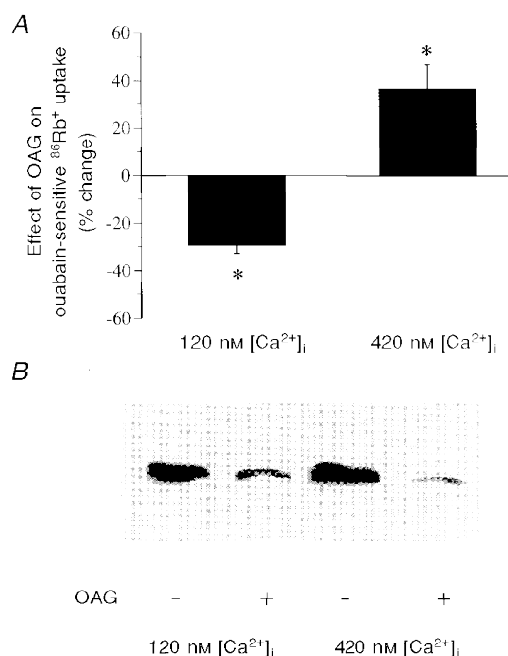 A
Effect of OAG on
ouabain-sensitive ⁸⁶Rb⁺ uptake
(% change)
60
40
20
0
-20
-40
-60
*
*
120 nM [Ca²⁺]ᵢ
420 nM [Ca²⁺]ᵢ
B
OAG
– + – +
120 nM [Ca²⁺]ᵢ
420 nM [Ca²⁺]ᵢ